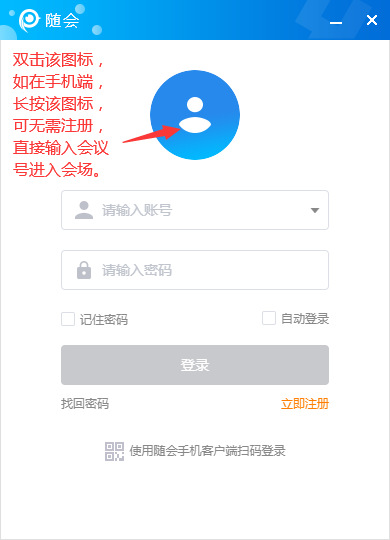 随会
双击该图标，
如在手机端，
长按该图标，
可无需注册，
直接输入会议
号进入会场。
请输入账号
请输入密码
记住密码
自动登录
登录
找回密码
立即注册
使用随会手机客户端扫码登录